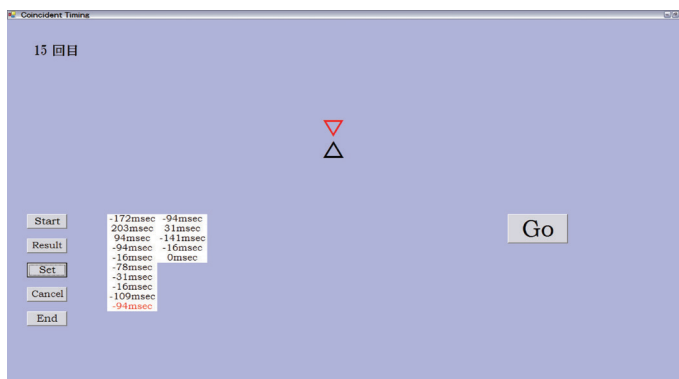 Coincident Timing
15 回目
Start
Result
Set
Cancel
End
-172msec -94msec
203msec 31msec
94msec -141msec
-94msec -16msec
-16msec 0msec
-78msec
-31msec
-16msec
-109msec
-94msec
Go